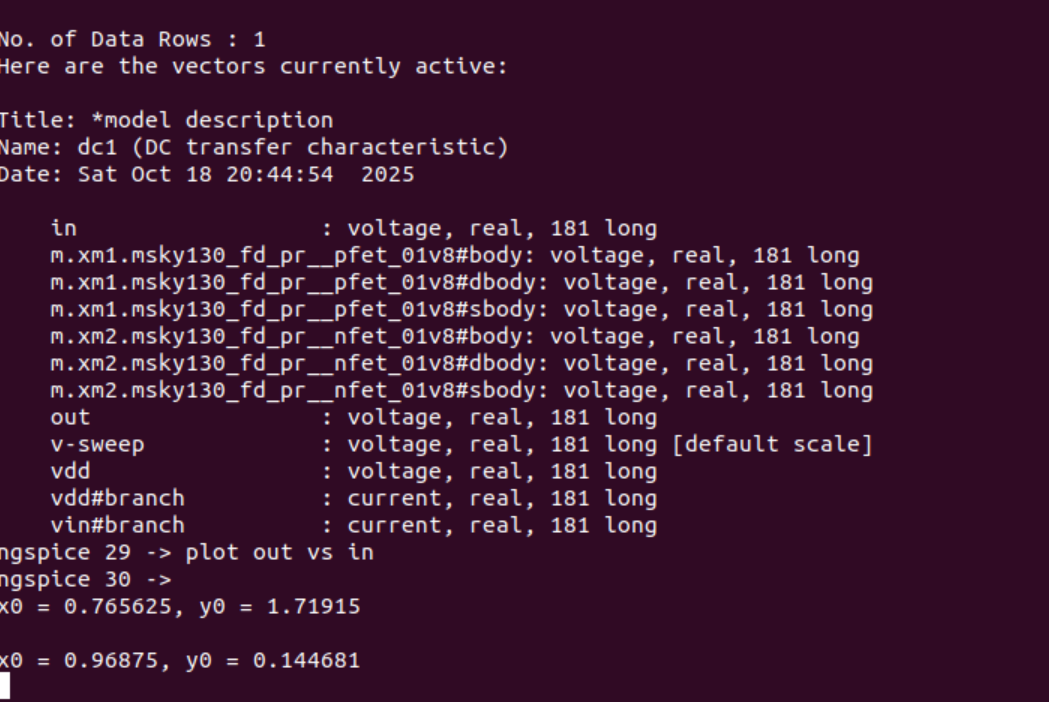 No. of Data Rows : 1
Here are the vectors currently active:
Title: *model description
Name: dc1 (DC transfer characteristic)
Date: Sat Oct 18 20:44:54  2025
in                  : voltage, real, 181 long
m.xm1.msky130_fd_pr__pfet_01v8#body: voltage, real, 181 long
m.xm1.msky130_fd_pr__pfet_01v8#dbody: voltage, real, 181 long
m.xm1.msky130_fd_pr__pfet_01v8#sbody: voltage, real, 181 long
m.xm2.msky130_fd_pr__nfet_01v8#body: voltage, real, 181 long
m.xm2.msky130_fd_pr__nfet_01v8#dbody: voltage, real, 181 long
m.xm2.msky130_fd_pr__nfet_01v8#sbody: voltage, real, 181 long
out                 : voltage, real, 181 long
v-sweep             : voltage, real, 181 long [default scale]
vdd                 : voltage, real, 181 long
vdd#branch          : current, real, 181 long
vin#branch          : current, real, 181 long
ngspice 29 -> plot out vs in
ngspice 30 ->
x0 = 0.765625, y0 = 1.71915
x0 = 0.96875, y0 = 0.144681